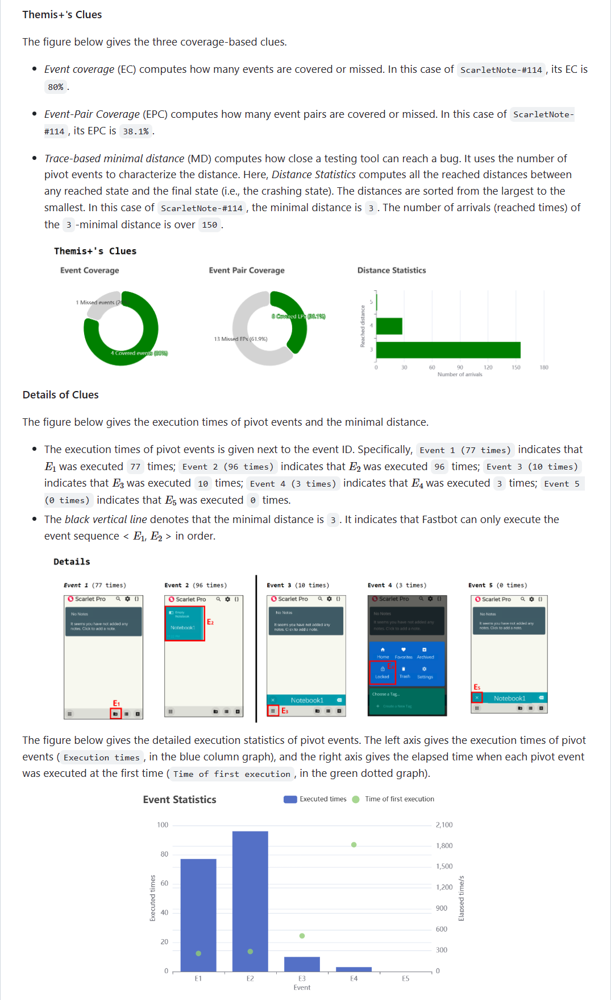 Themis+'s Clues
The figure below gives the three coverage-based clues.
• Event coverage (EC) computes how many events are covered or missed. In this case of ScarletNote-#114 , its EC is
80% .
• Event-Pair Coverage (EPC) computes how many event pairs are covered or missed. In this case of ScarletNote-
#114 , its EPC is 38.1% .
• Trace-based minimal distance (MD) computes how close a testing tool can reach a bug. It uses the number of
pivot events to characterize the distance. Here, Distance Statistics computes all the reached distances between
any reached state and the final state (i.e., the crashing state). The distances are sorted from the largest to the
smallest. In this case of ScarletNote-#114 , the minimal distance is 3 . The number of arrivals (reached times) of
the 3 -minimal distance is over 150 .
Themis+'s Clues
Event Coverage
Event Pair Coverage
Distance Statistics
1 Missed events (20%)
4 Covered events (80%)
8 Covered EPs (38.1%)
13 Missed EPs (61.9%)
Reached distance
5
4
3
0 30 60 90 120 150 180
Number of arrivals
Details of Clues
The figure below gives the execution times of pivot events and the minimal distance.
• The execution times of pivot events is given next to the event ID. Specifically, Event 1 (77 times) indicates that
E1 was executed 77 times; Event 2 (96 times) indicates that E2 was executed 96 times; Event 3 (10 times)
indicates that E3 was executed 10 times; Event 4 (3 times) indicates that E4 was executed 3 times; Event 5
(0 times) indicates that E5 was executed 0 times.
• The black vertical line denotes that the minimal distance is 3 . It indicates that Fastbot can only execute the
event sequence < E1, E2 > in order.
Details
Event 1 (77 times)
Scarlet Pro {}
No Notes
It seems you have not added any
notes. Click to add a note.
E1
Event 2 (96 times)
Scarlet Pro {}
Empty
Notebook
Notebook1
E2
Event 3 (10 times)
Scarlet Pro {}
No Notes
It seems you have not added any
notes. Click to add a note.
× Notebook1
E3
Event 4 (3 times)
Scarlet Pro {}
No Notes
It seems you have not added any
notes. Click to add a note.
Home Favorites Archived
E4
Locked Trash Settings
Choose a Tag...
+ Create a New Tag
Event 5 (0 times)
Scarlet Pro {}
No Notes
It seems you have not added any
notes. Click to add a note.
E5
× Notebook1
The figure below gives the detailed execution statistics of pivot events. The left axis gives the execution times of pivot
events ( Execution times , in the blue column graph), and the right axis gives the elapsed time when each pivot event
was executed at the first time ( Time of first execution , in the green dotted graph).
Event Statistics
Executed times Time of first execution
Executed times
100
80
60
40
20
0
2,100
1,800
1,500
1,200
900
600
300
0
Elapsed time/s
E1 E2 E3 E4 E5
Event